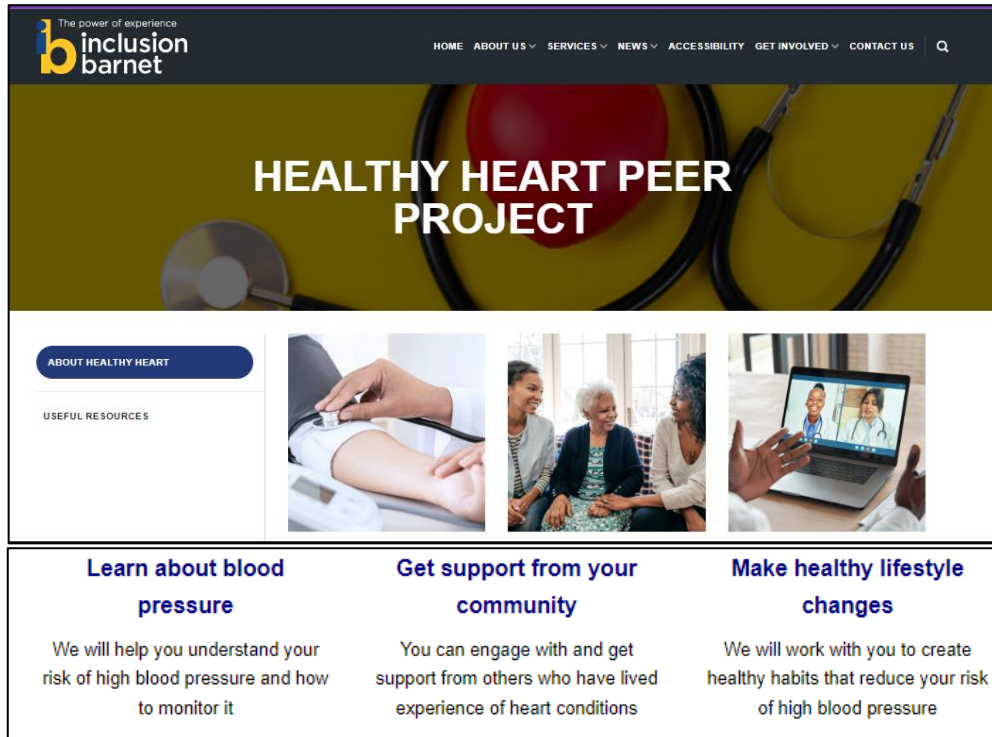 The power of experience
inclusion
barnet
HOME ABOUT US SERVICES NEWS ACCESSIBILITY GET INVOLVED CONTACT US
HEALTHY HEART PEER
PROJECT
ABOUT HEALTHY HEART
USEFUL RESOURCES
Learn about blood
pressure
We will help you understand your
risk of high blood pressure and how
to monitor it
Get support from your
community
You can engage with and get
support from others who have lived
experience of heart conditions
Make healthy lifestyle
changes
We will work with you to create
healthy habits that reduce your risk
of high blood pressure